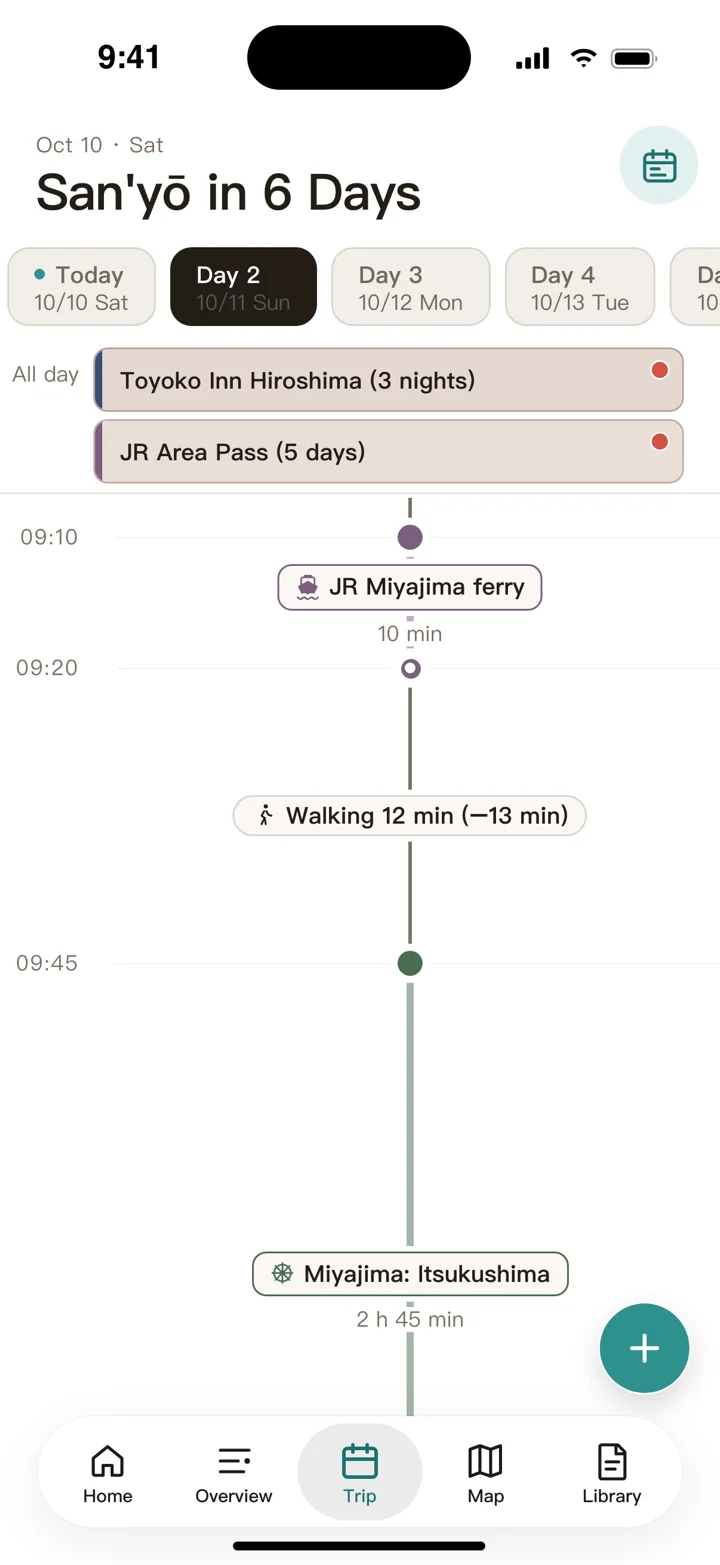 9:41
Oct 10 · Sat
San'yō in 6 Days
Today
10/10 Sat
Day 2
10/11 Sun
Day 3
10/12 Mon
Day 4
10/13 Tue
All day
Toyoko Inn Hiroshima (3 nights)
JR Area Pass (5 days)
09:10
JR Miyajima ferry
10 min
09:20
Walking 12 min (−13 min)
09:45
Miyajima: Itsukushima
2 h 45 min
Home
Overview
Trip
Map
Library